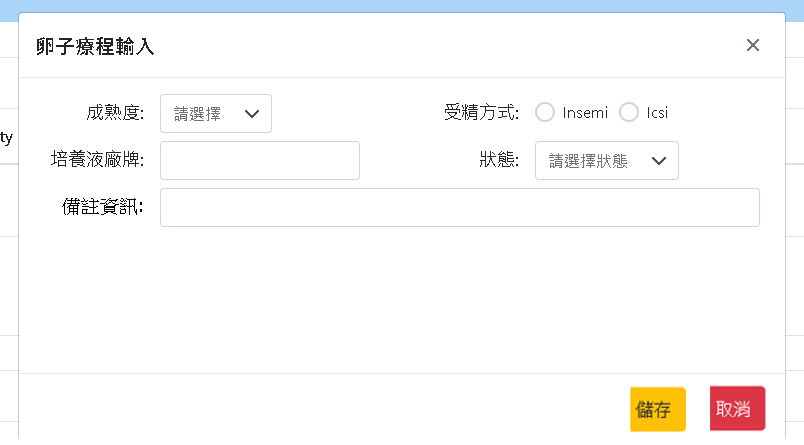 卵子療程輸入 ×
成熟度: 請選擇 受精方式: Insemi Icsi
ty
培養液廠牌: 狀態: 請選擇狀態
備註資訊:
儲存 取消